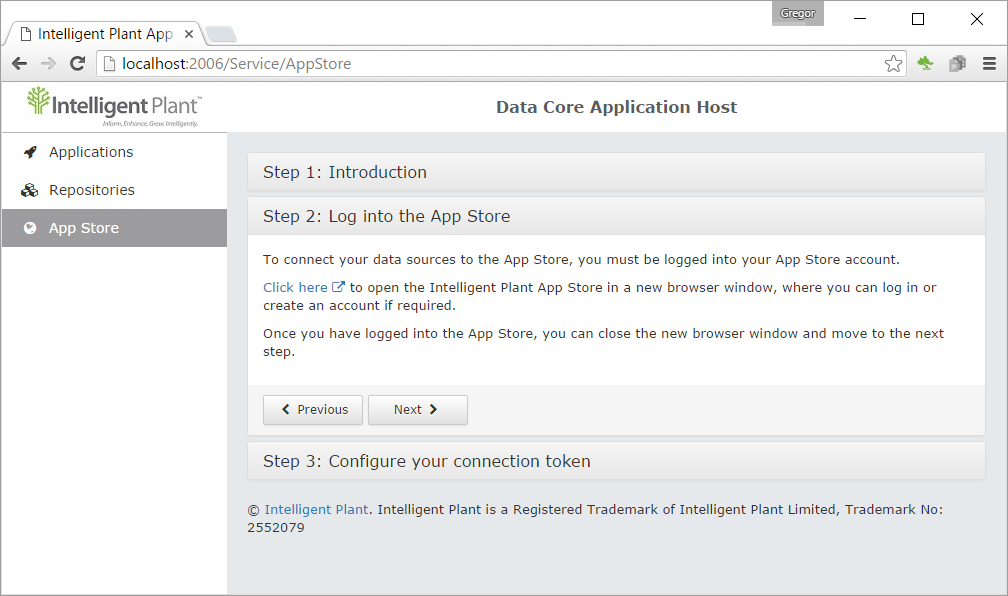 Gregor
Intelligent Plant App
localhost:2006/Service/AppStore
Intelligent Plant™
Inform, Enhance, Grow. Intelligently.
Data Core Application Host
Applications
Repositories
App Store
Step 1: Introduction
Step 2: Log into the App Store
To connect your data sources to the App Store, you must be logged into your App Store account.
Click here to open the Intelligent Plant App Store in a new browser window, where you can log in or
create an account if required.
Once you have logged into the App Store, you can close the new browser window and move to the next
step.
Previous
Next
Step 3: Configure your connection token
© Intelligent Plant. Intelligent Plant is a Registered Trademark of Intelligent Plant Limited, Trademark No:
2552079